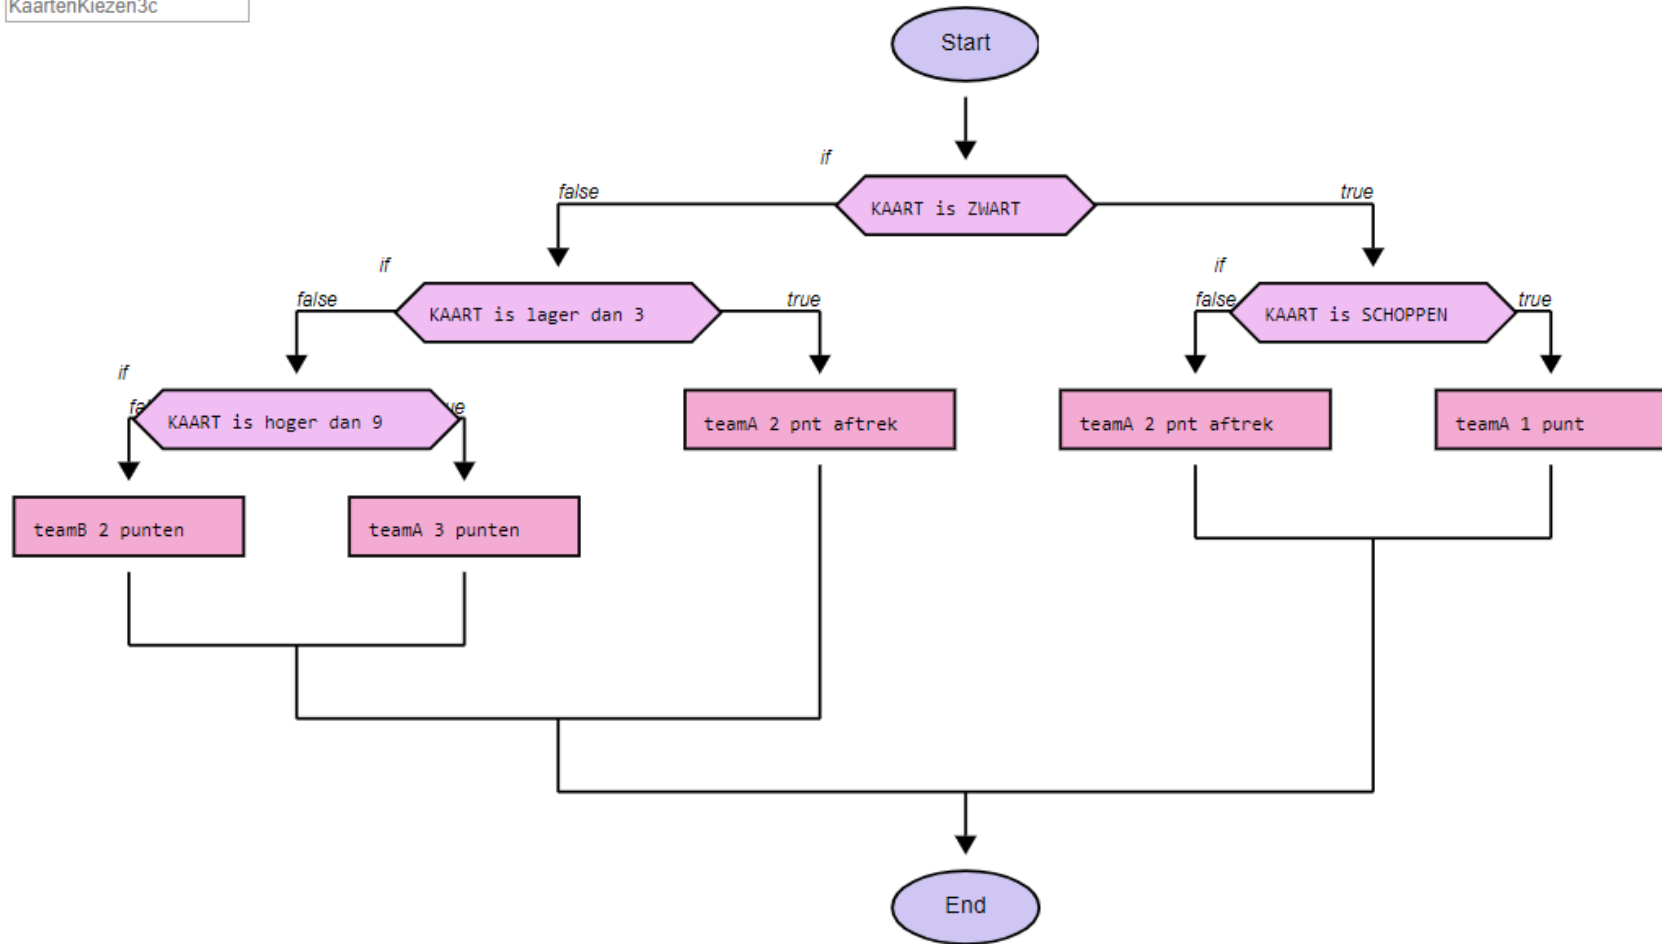 KaartenKiezen3c
Start
if
false
KAART is ZWART
true
if
false
KAART is lager dan 3
true
if
false
KAART is SCHOPPEN
true
if
KAART is hoger dan 9
teamA 2 pnt aftrek
teamA 2 pnt aftrek
teamA 1 punt
teamB 2 punten
teamA 3 punten
End